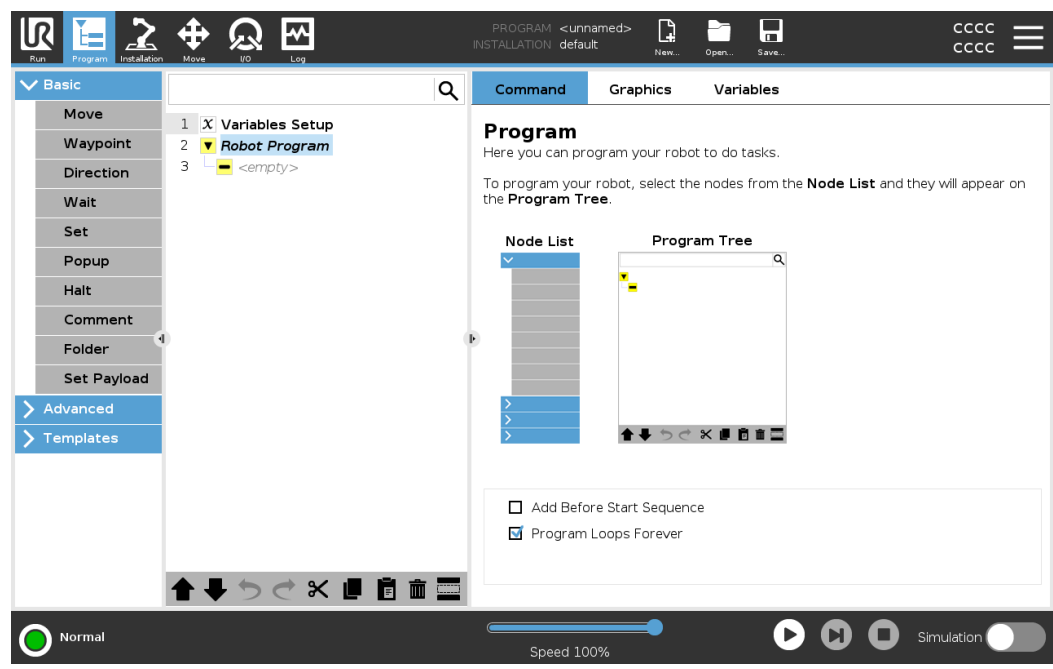 PROGRAM <unnamed>
INSTALLATION default
Run Program Installation Move I/O Log
New... Open... Save...
CCCC
CCCC
Basic
Move
Waypoint
Direction
Wait
Set
Popup
Halt
Comment
Folder
Set Payload
Advanced
Templates
1 X Variables Setup
2 Robot Program
3 <empty>
Command Graphics Variables
Program
Here you can program your robot to do tasks.
To program your robot, select the nodes from the Node List and they will appear on
the Program Tree.
Node List Program Tree
Add Before Start Sequence
Program Loops Forever
Normal
Speed 100%
Simulation